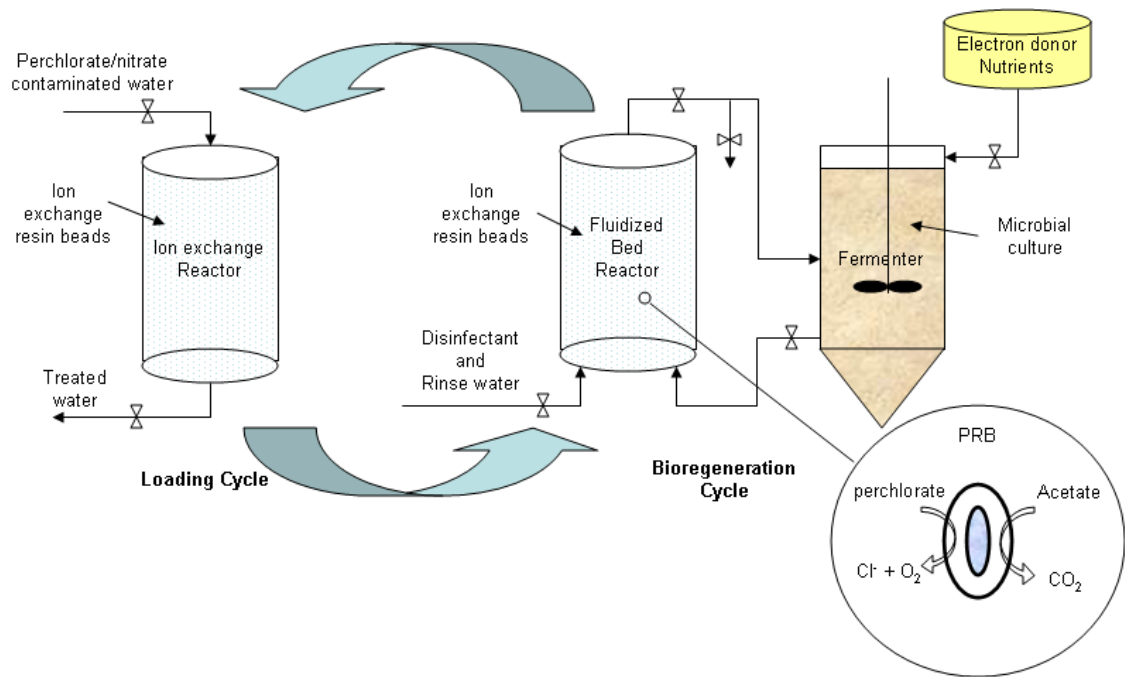 Perchlorate/nitrate
contaminated water
Ion
exchange
resin beads
Ion exchange
Reactor
Treated
water
Loading Cycle
Ion
exchange
resin beads
Fluidized
Bed
Reactor
Disinfectant
and
Rinse water
Bioregeneration
Cycle
Electron donor
Nutrients
Microbial
culture
Fermenter
PRB
perchlorate
Acetate
Cl⁻ + O₂
CO₂